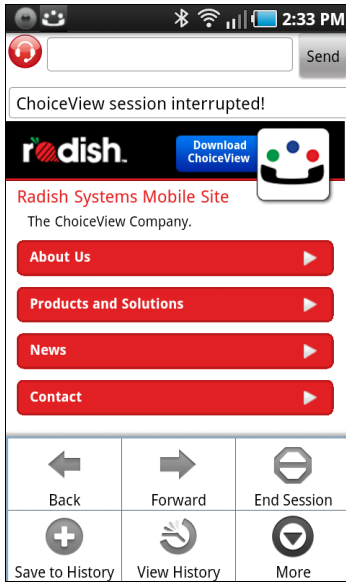 2:33 PM
Send
ChoiceView session interrupted!
radish.
Download
ChoiceView
Radish Systems Mobile Site
The ChoiceView Company.
About Us
Products and Solutions
News
Contact
Back
Forward
End Session
Save to History
View History
More